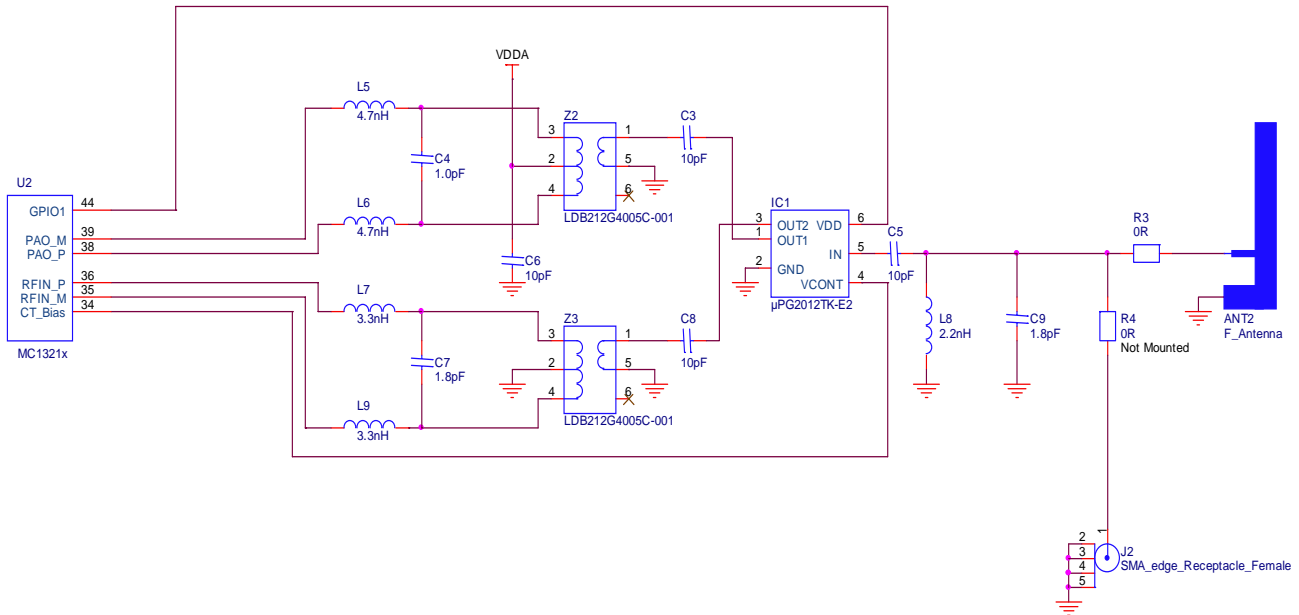 VDDA
L5
4.7nH
C4
1.0pF
L6
4.7nH
Z2
3
2
4
1
5
6
LDB212G4005C-001
C3
10pF
C6
10pF
U2
GPIO1
44
PAO_M
39
PAO_P
38
RFIN_P
36
RFIN_M
35
CT_Bias
34
MC1321x
L7
3.3nH
C7
1.8pF
L9
3.3nH
Z3
3
2
4
1
5
6
LDB212G4005C-001
C8
10pF
IC1
3
OUT2
VDD
6
1
OUT1
IN
5
2
GND
VCONT
4
µPG2012TK-E2
C5
10pF
L8
2.2nH
C9
1.8pF
R3
0R
R4
0R
Not Mounted
ANT2
F_Antenna
1
2
3
4
5
J2
SMA_edge_Receptacle_Female